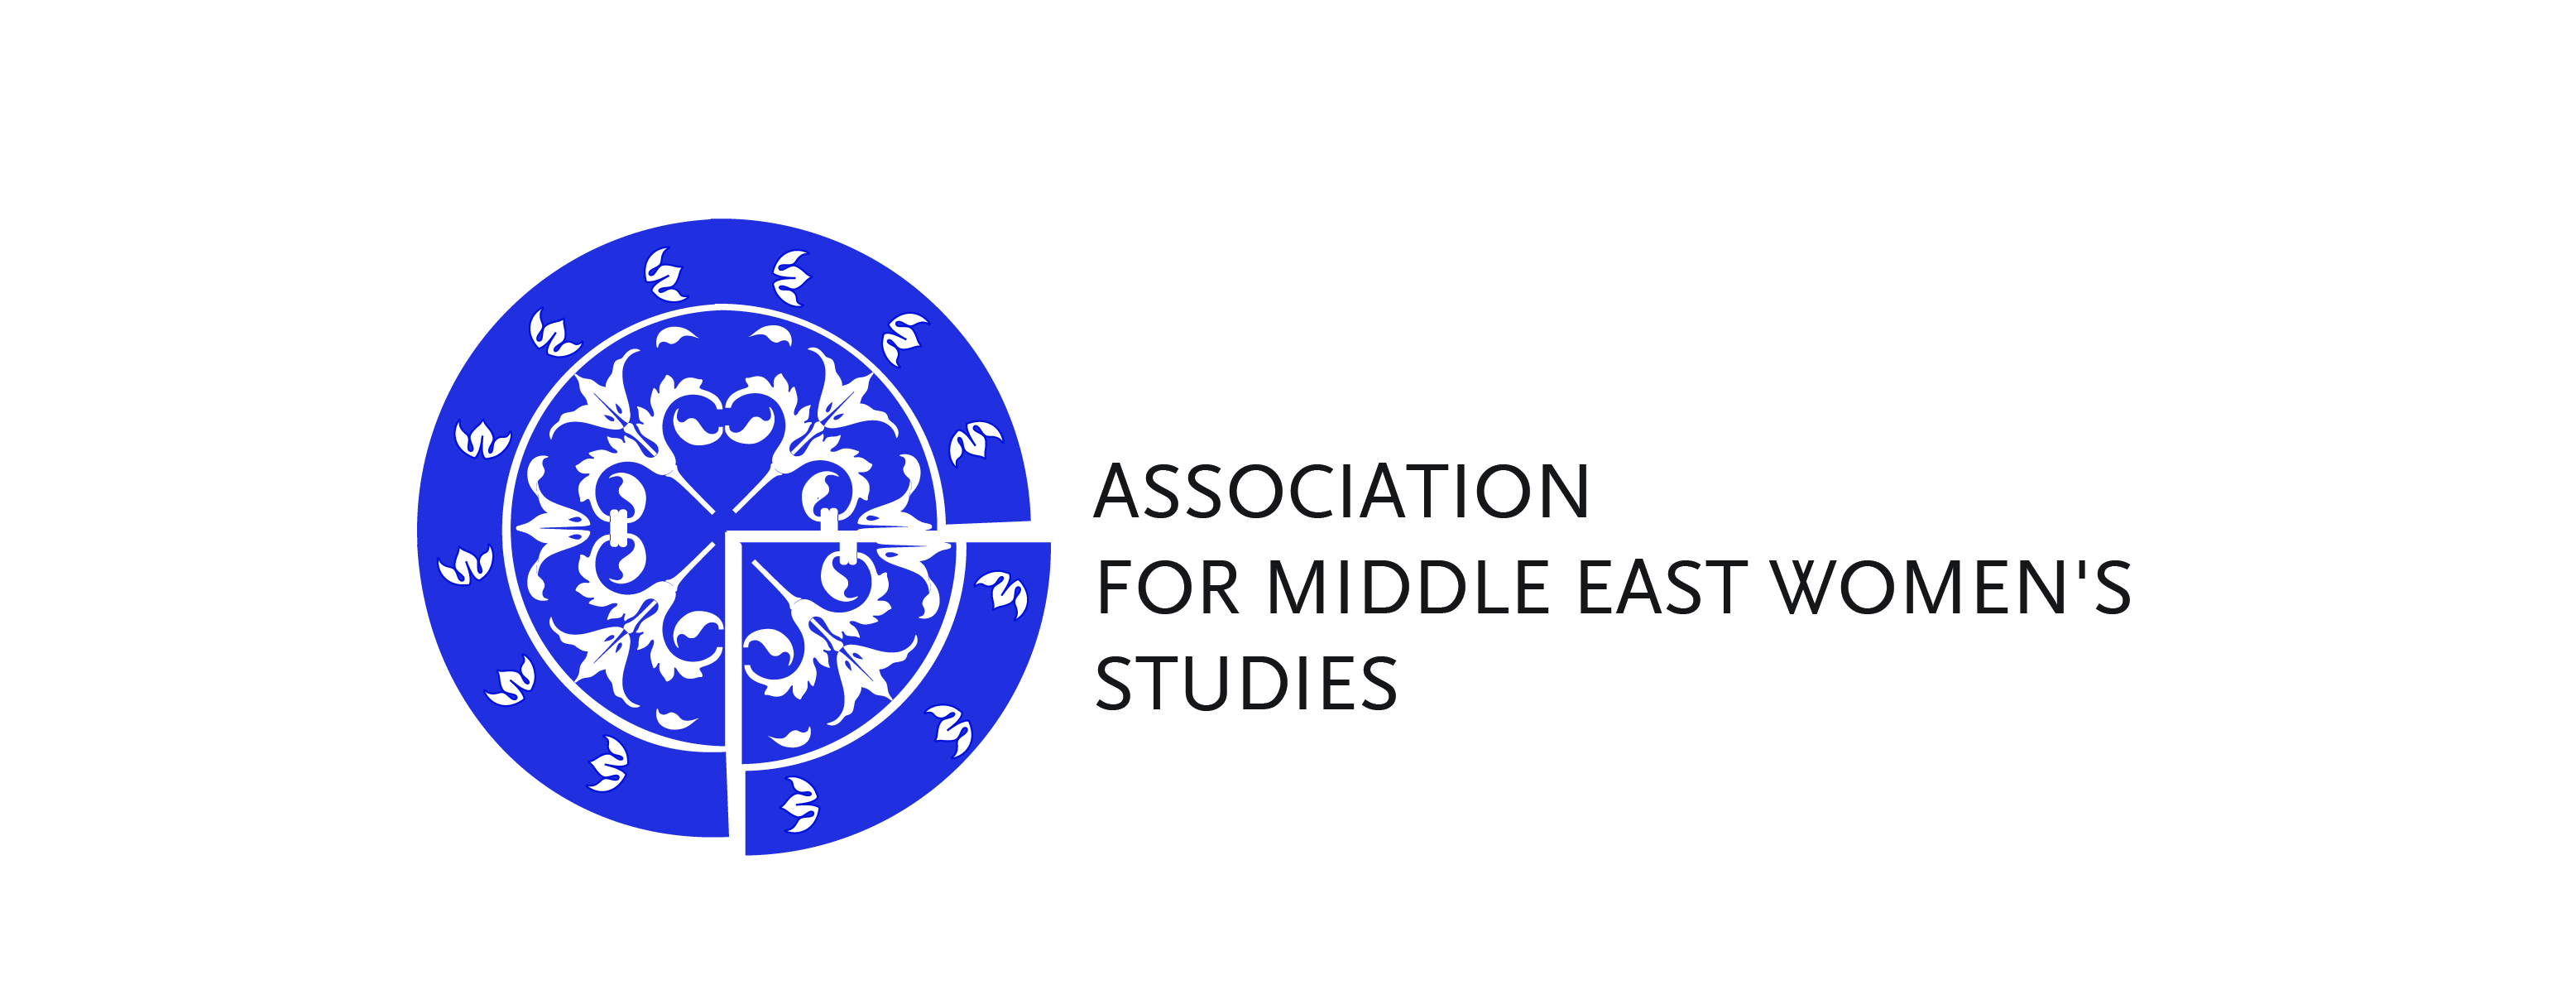 ASSOCIATION
FOR MIDDLE EAST WOMEN'S
STUDIES